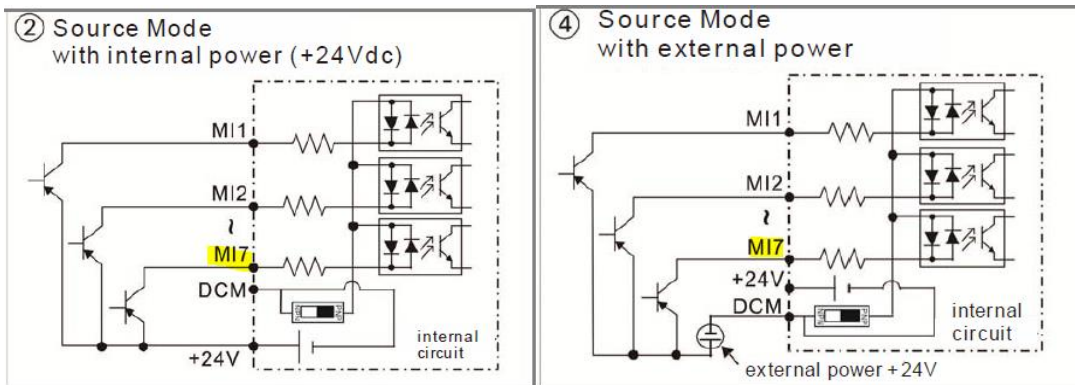 ② Source Mode
with internal power (+24Vdc)
MI1
MI2
~
MI7
DCM
+24V
internal
circuit
④ Source Mode
with external power
MI1
MI2
~
MI7
+24V
DCM
internal
circuit
external power +24V